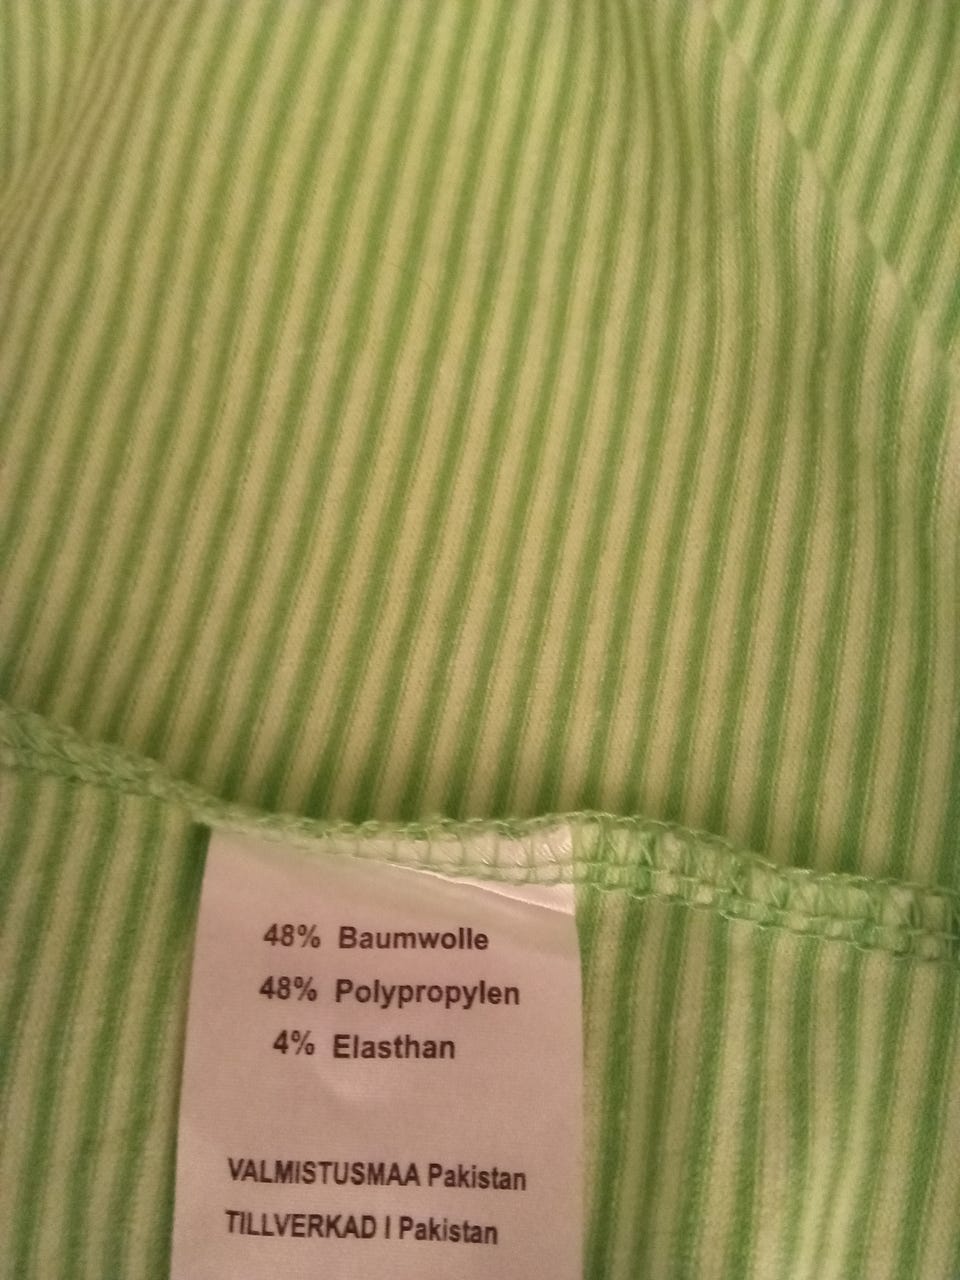 48% Baumwolle
48% Polypropylen
4% Elasthan
VALMISTUSMAA Pakistan
TILLVERKAD I Pakistan